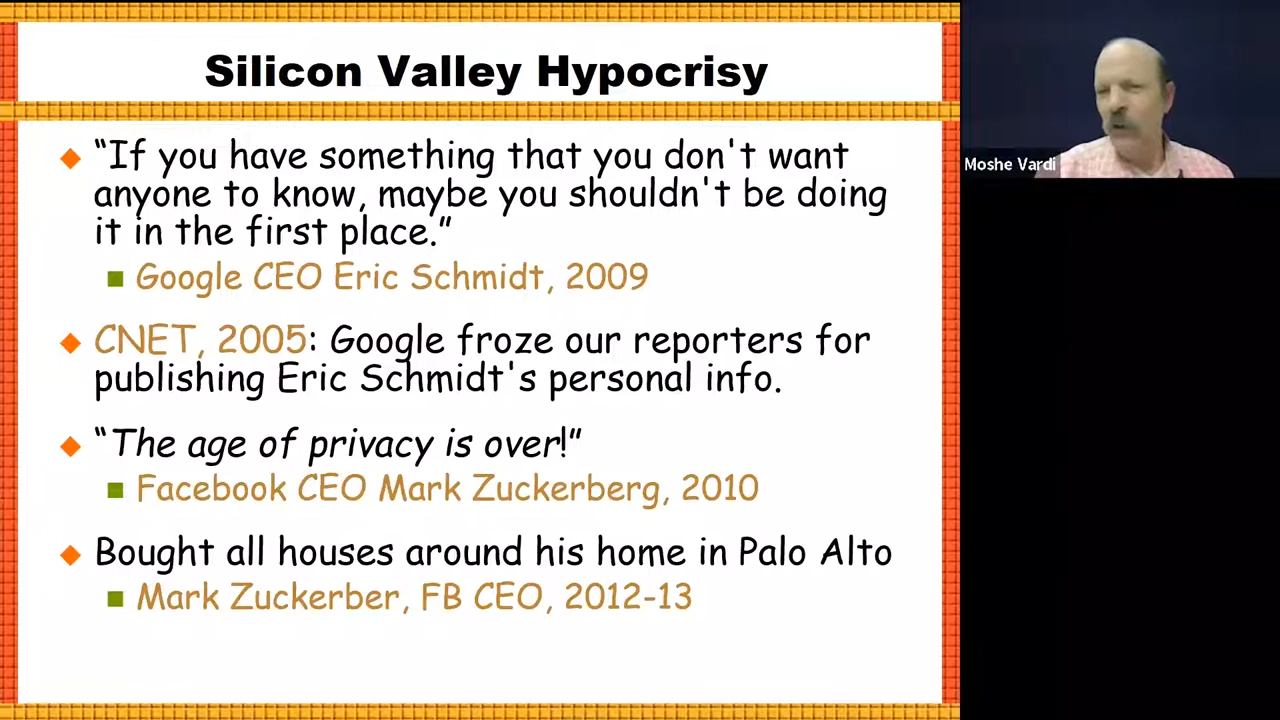 Silicon Valley Hypocrisy
“If you have something that you don't want
anyone to know, maybe you shouldn't be doing
it in the first place.”
Google CEO Eric Schmidt, 2009
CNET, 2005: Google froze our reporters for
publishing Eric Schmidt's personal info.
“The age of privacy is over!”
Facebook CEO Mark Zuckerberg, 2010
Bought all houses around his home in Palo Alto
Mark Zuckerber, FB CEO, 2012-13
Moshe Vardi